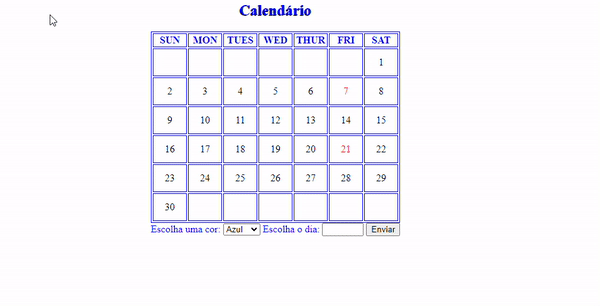 Calendário
SUN MON TUES WED THUR FRI SAT
1
2 3 4 5 6 7 8
9 10 11 12 13 14 15
16 17 18 19 20 21 22
23 24 25 26 27 28 29
30
Escolha uma cor: Azul Escolha o dia: Enviar